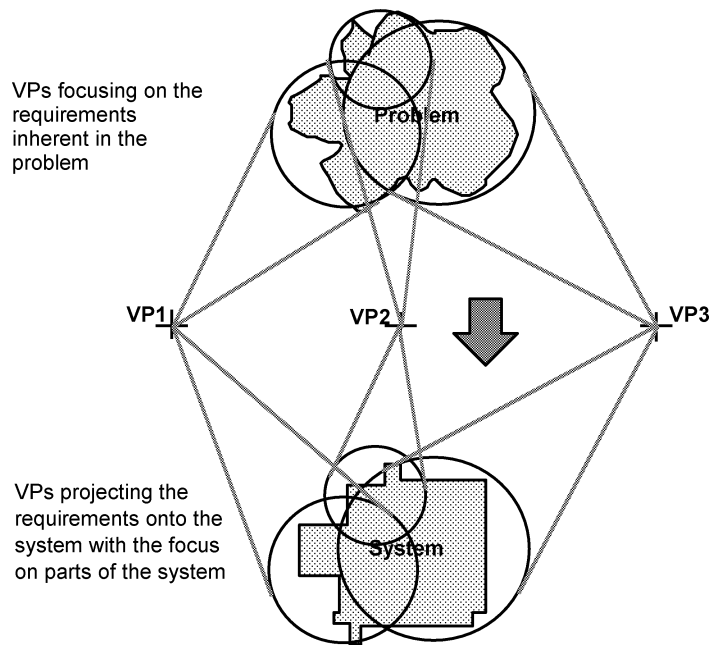 VPs focusing on the
requirements
inherent in the
problem
Problem
VP1
VP2
VP3
VPs projecting the
requirements onto the
system with the focus
on parts of the system
System